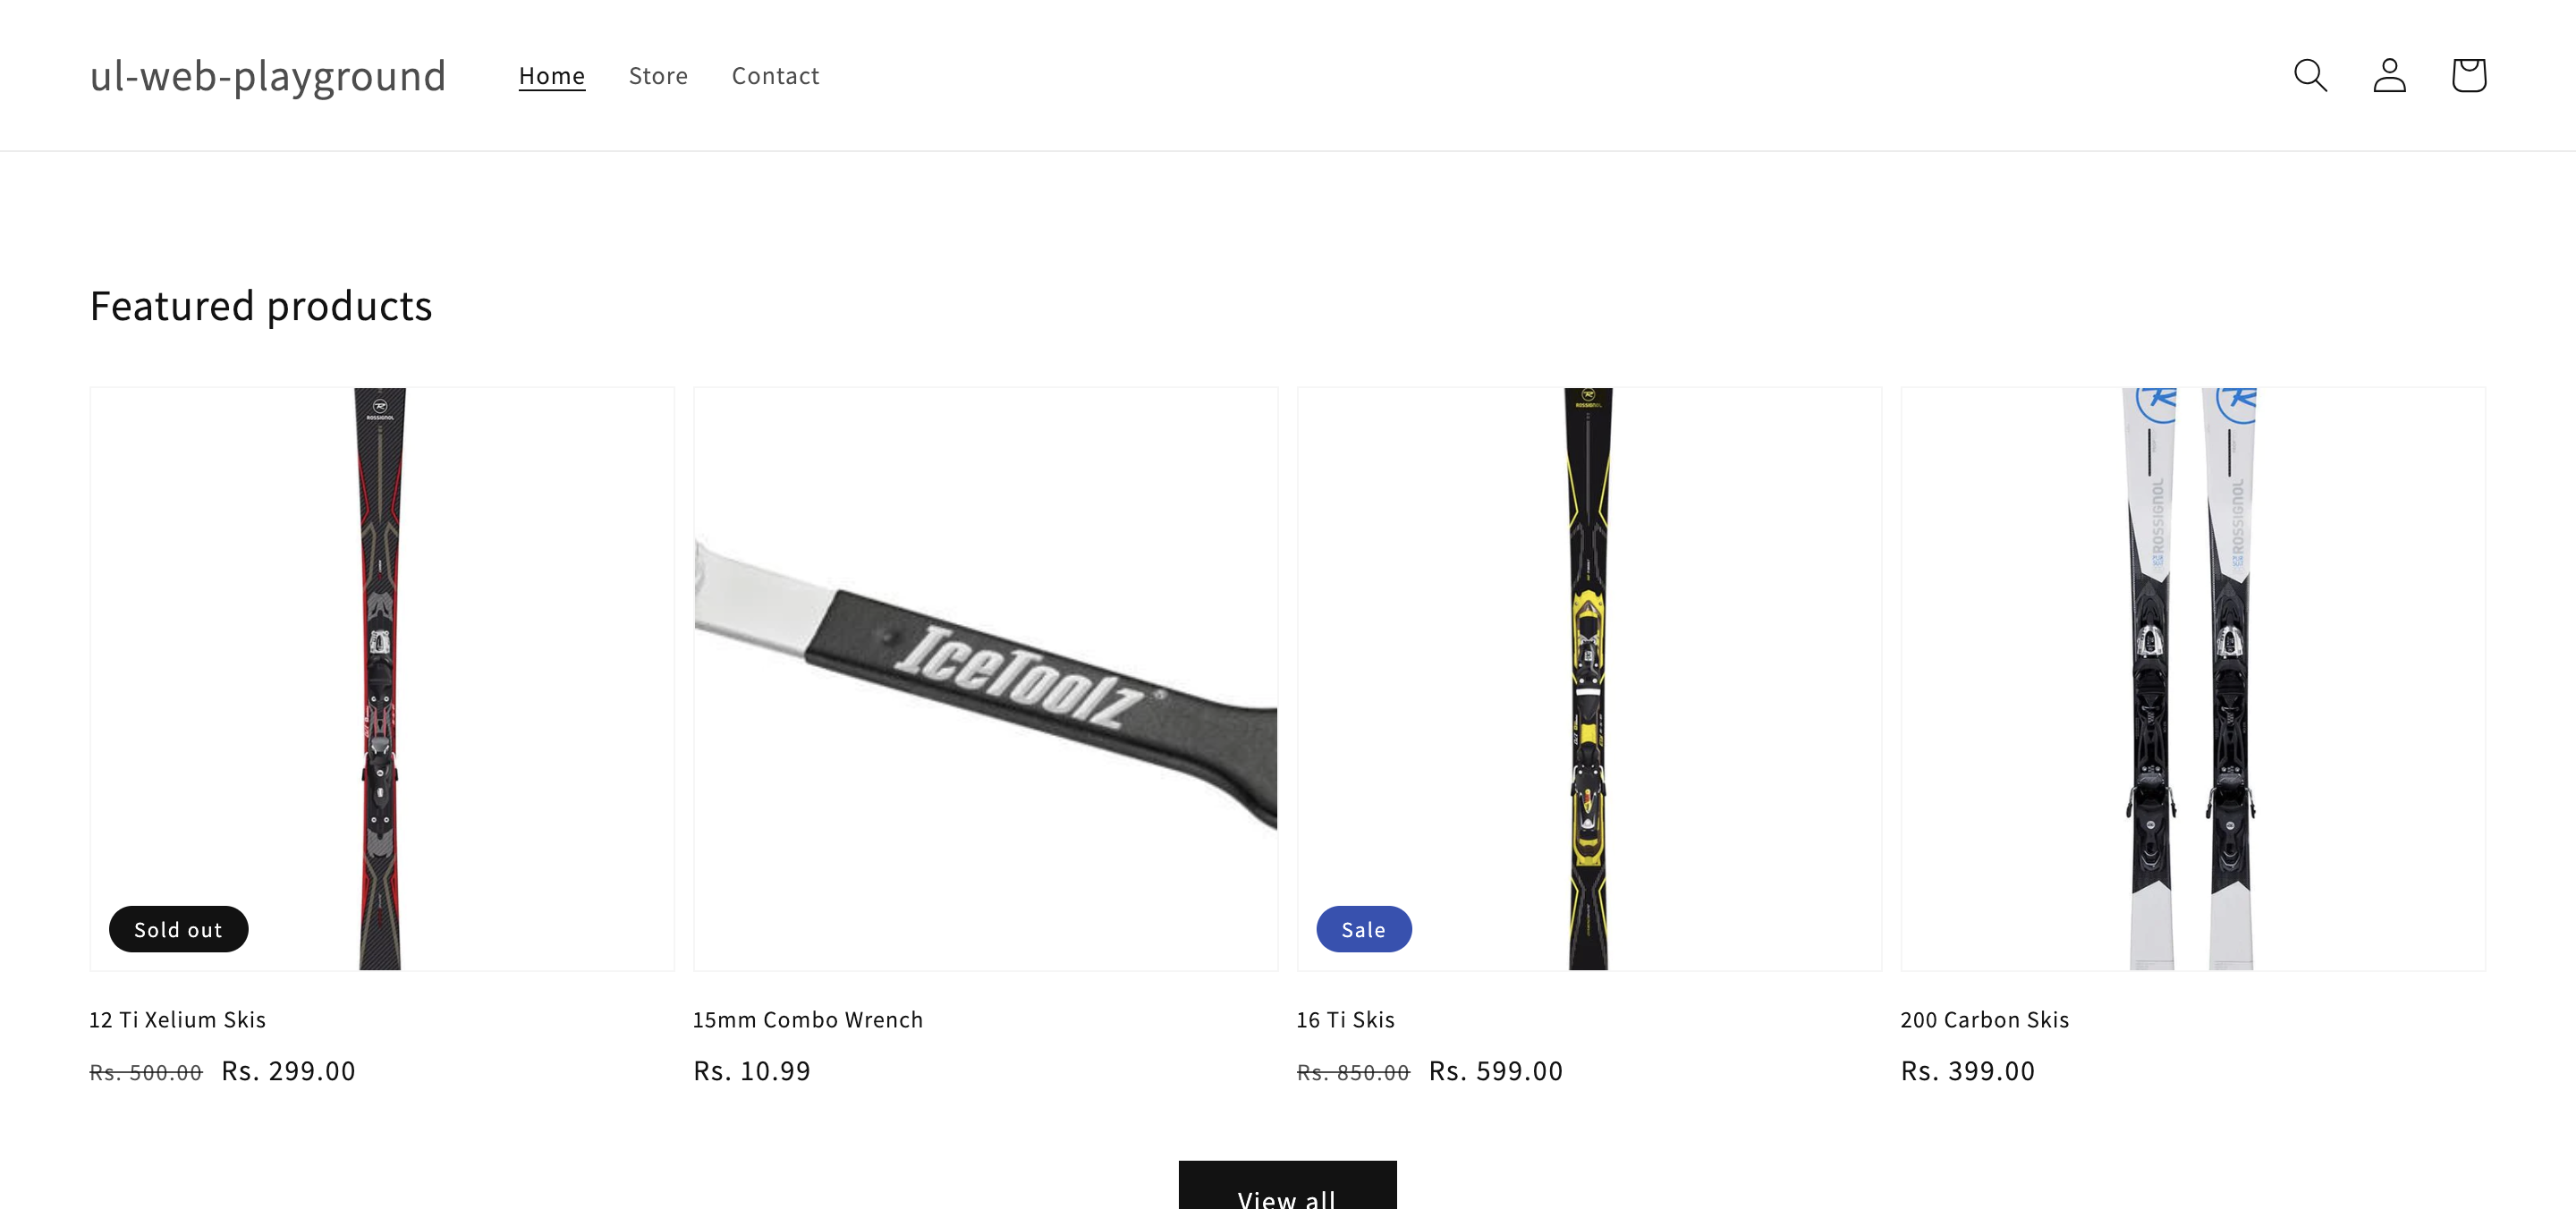 ul-web-playground
Home Store Contact
Featured products
ROSSIGNOL
IceToolz®
ROSSIGNOL
ROSSIGNOL
ROSSIGNOL
Sold out
Sale
12 Ti Xelium Skis
15mm Combo Wrench
16 Ti Skis
200 Carbon Skis
Rs. 500.00 Rs. 299.00
Rs. 10.99
Rs. 850.00 Rs. 599.00
Rs. 399.00
View all